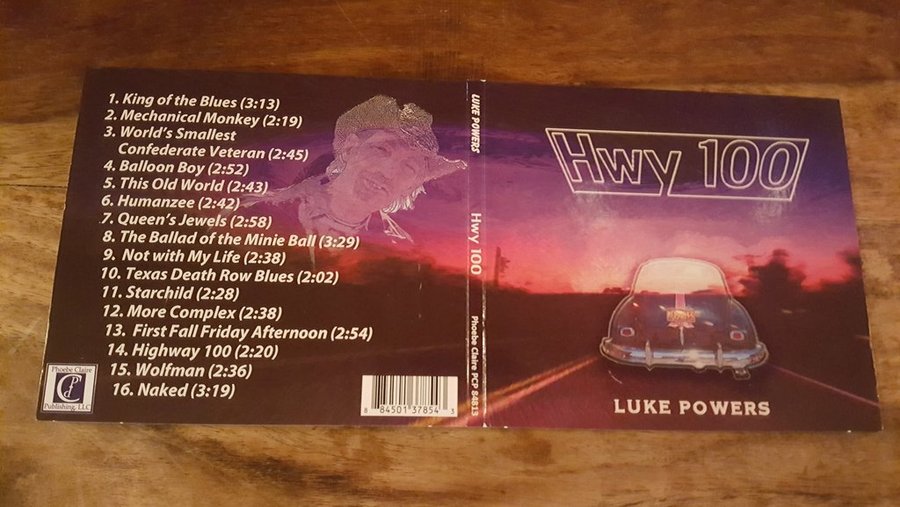 1. King of the Blues (3:13)
2. Mechanical Monkey (2:19)
3. World's Smallest
Confederate Veteran (2:45)
4. Balloon Boy (2:52)
5. This Old World (2:43)
6. Humanzee (2:42)
7. Queen's Jewels (2:58)
8. The Ballad of the Minie Ball (3:29)
9. Not with My Life (2:38)
10. Texas Death Row Blues (2:02)
11. Starchild (2:28)
12. More Complex (2:38)
13. First Fall Friday Afternoon (2:54)
14. Highway 100 (2:20)
15. Wolfman (2:36)
16. Naked (3:19)
Phoebe Claire
Publishing, LLC
8 84501 37854 3
LUKE POWERS
Hwy 100
Phoebe Claire PCP 84813
Hwy 100
LUKE POWERS